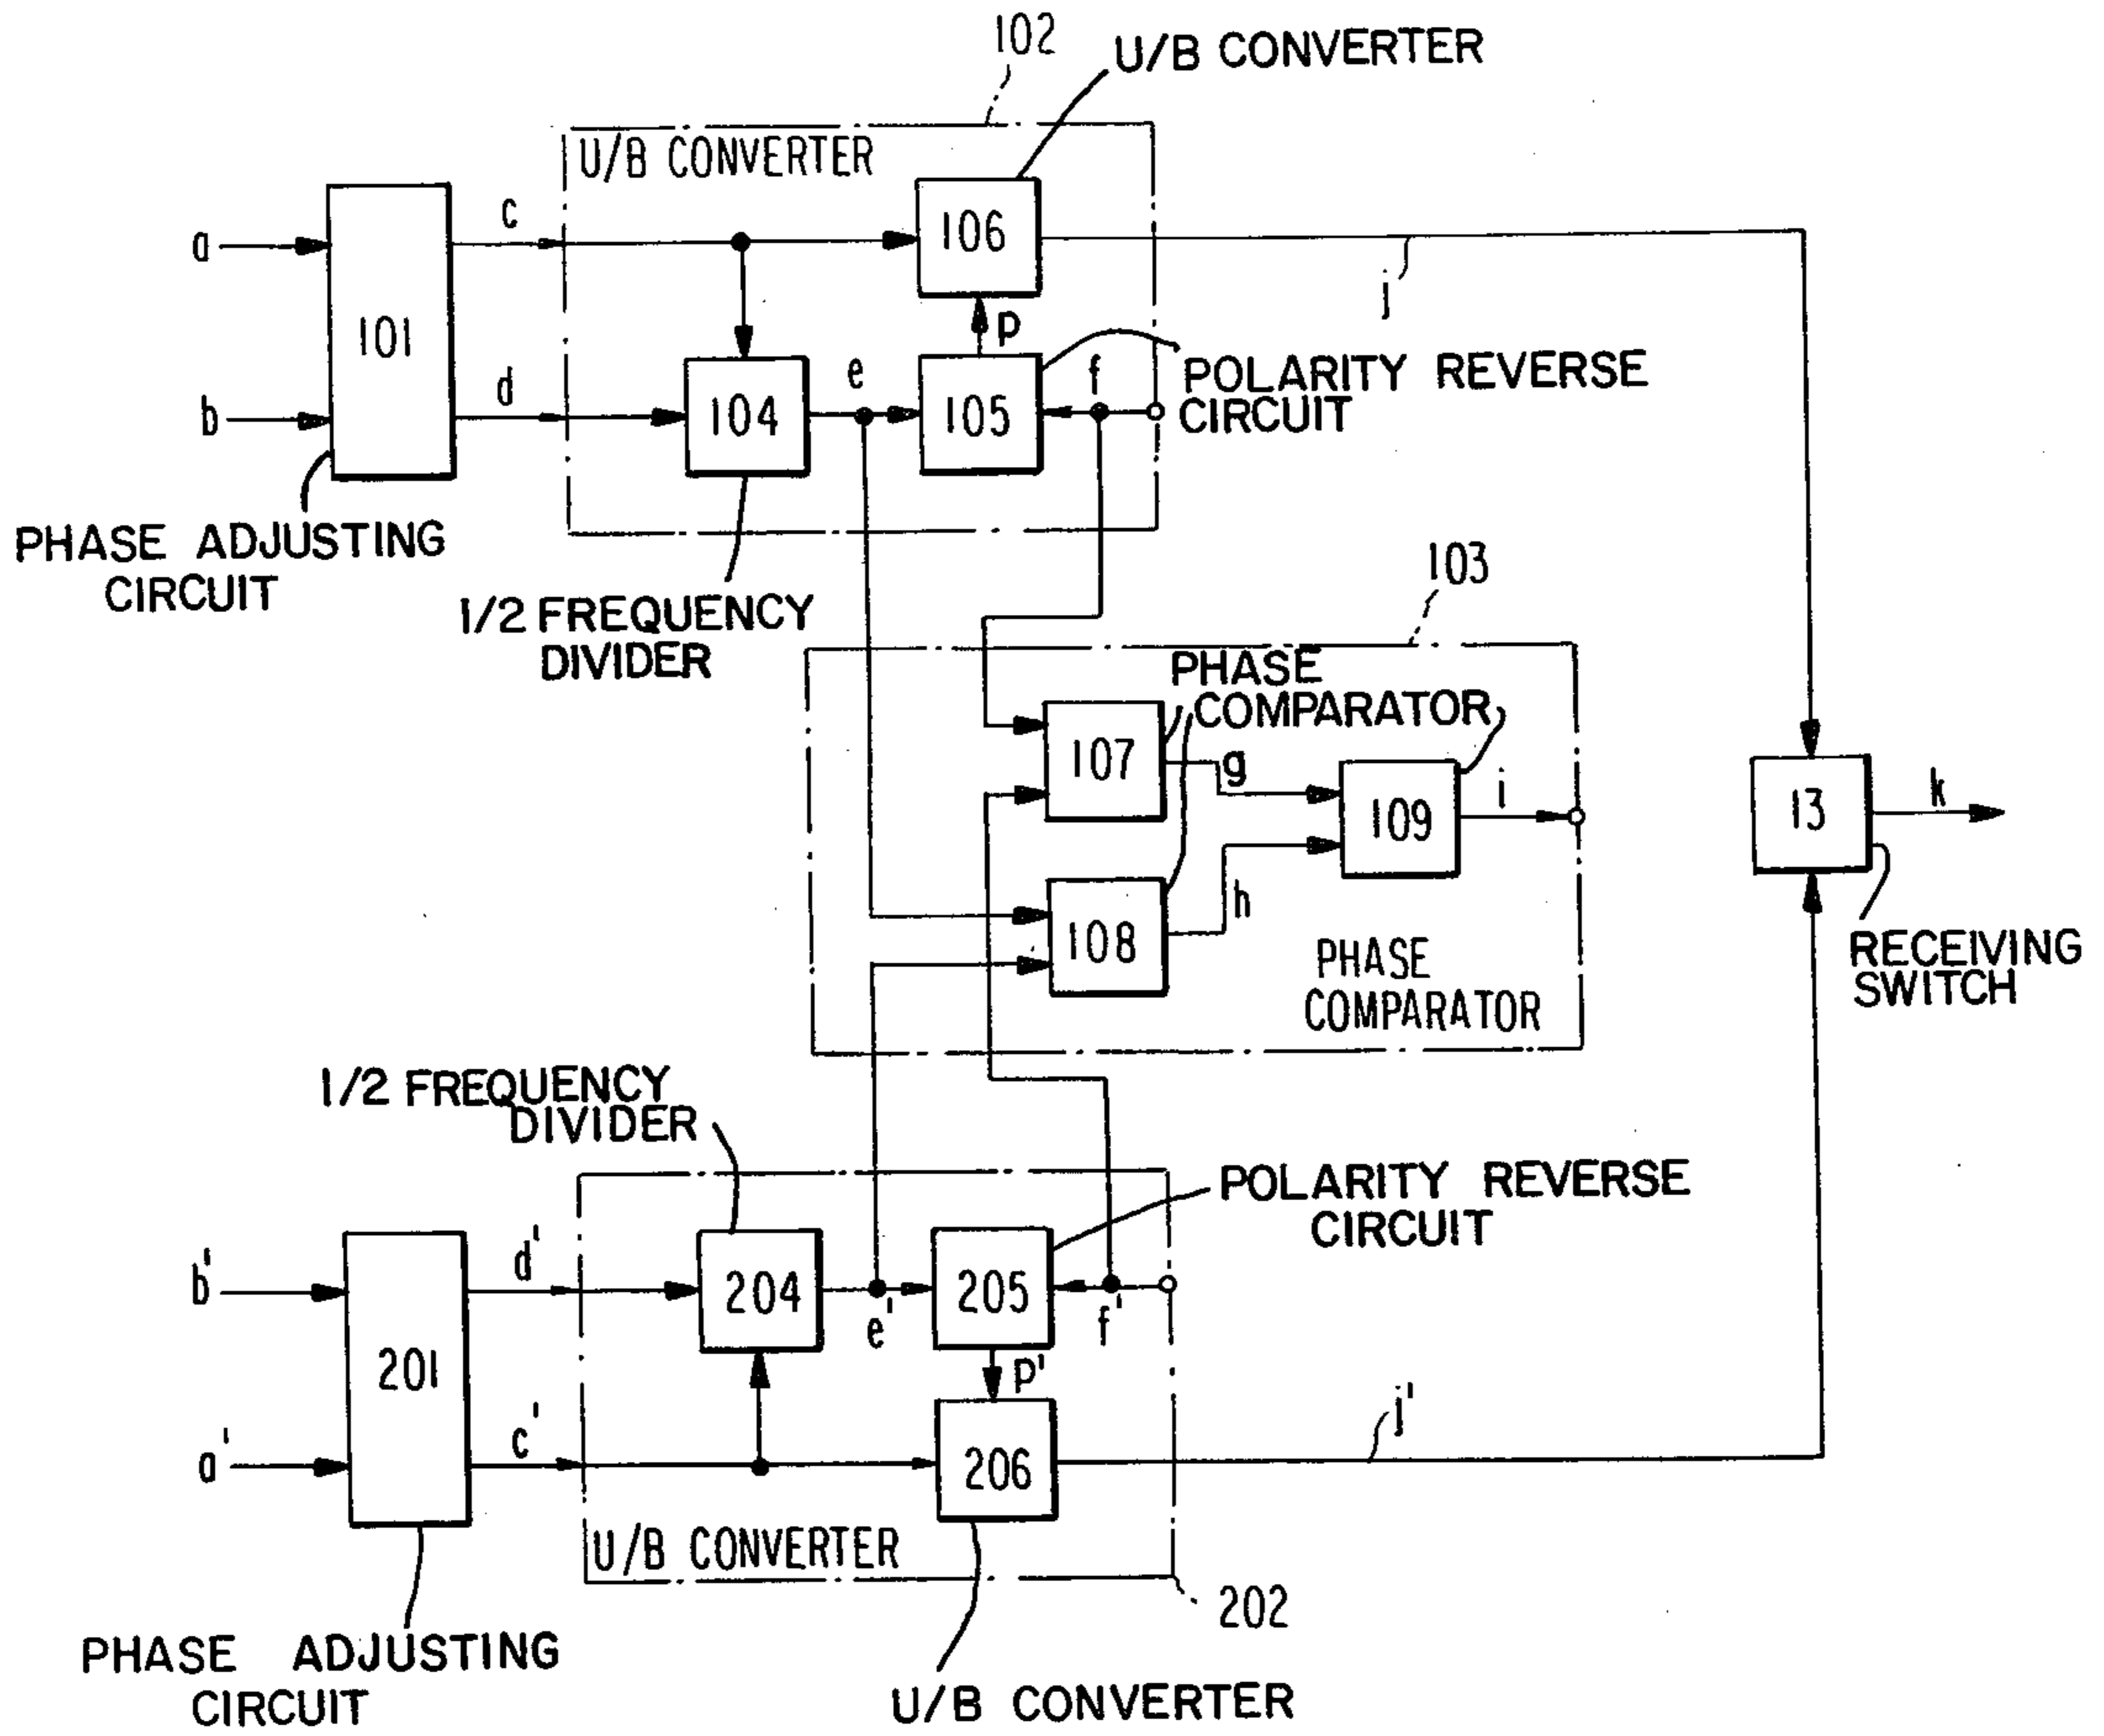 102
U/B CONVERTER
U/B CONVERTER
106
a
c
j
101
p
b
d
104
e
105
f
POLARITY REVERSE
CIRCUIT
PHASE ADJUSTING
CIRCUIT
1/2 FREQUENCY
DIVIDER
103
PHASE
COMPARATOR
107
g
109
i
13
k
108
h
PHASE
COMPARATOR
RECEIVING
SWITCH
1/2 FREQUENCY
DIVIDER
POLARITY REVERSE
CIRCUIT
b'
d'
204
e'
205
f'
201
p'
a'
c'
206
j'
U/B CONVERTER
202
PHASE ADJUSTING
CIRCUIT
U/B CONVERTER